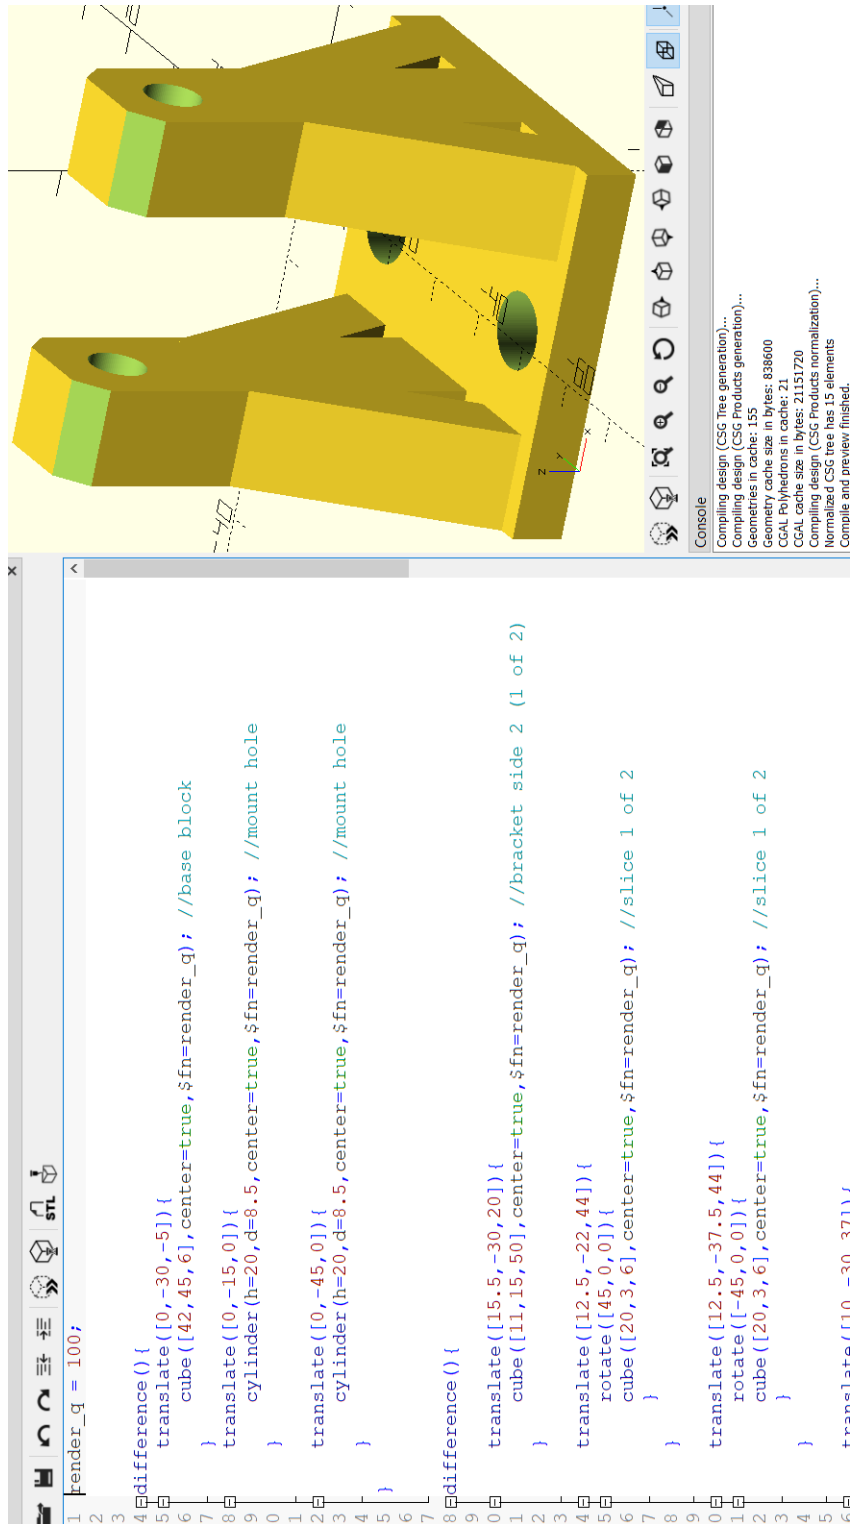 STL
render_q = 100;
difference(){
translate([0,-30,-5]){
cube([42,45,6],center=true,$fn=render_q); //base block
}
translate([0,-15,0]){
cylinder(h=20,d=8.5,center=true,$fn=render_q); //mount hole
}
translate([0,-45,0]){
cylinder(h=20,d=8.5,center=true,$fn=render_q); //mount hole
}
}
difference(){
translate([15.5,-30,20]){
cube([11,15,50],center=true,$fn=render_q); //bracket side 2 (1 of 2)
}
translate([12.5,-22,44]){
rotate([45,0,0]){
cube([20,3,6],center=true,$fn=render_q); //slice 1 of 2
}
}
translate([12.5,-37.5,44]){
rotate([-45,0,0]){
cube([20,3,6],center=true,$fn=render_q); //slice 1 of 2
}
}
translate([10,-30,37]){
Console
Compiling design (CSG Tree generation)...
Compiling design (CSG Products generation)...
Geometries in cache: 155
Geometry cache size in bytes: 838600
CGAL Polyhedrons in cache: 21
CGAL cache size in bytes: 21151720
Compiling design (CSG Products normalization)...
Normalized CSG tree has 15 elements
Compile and preview finished.